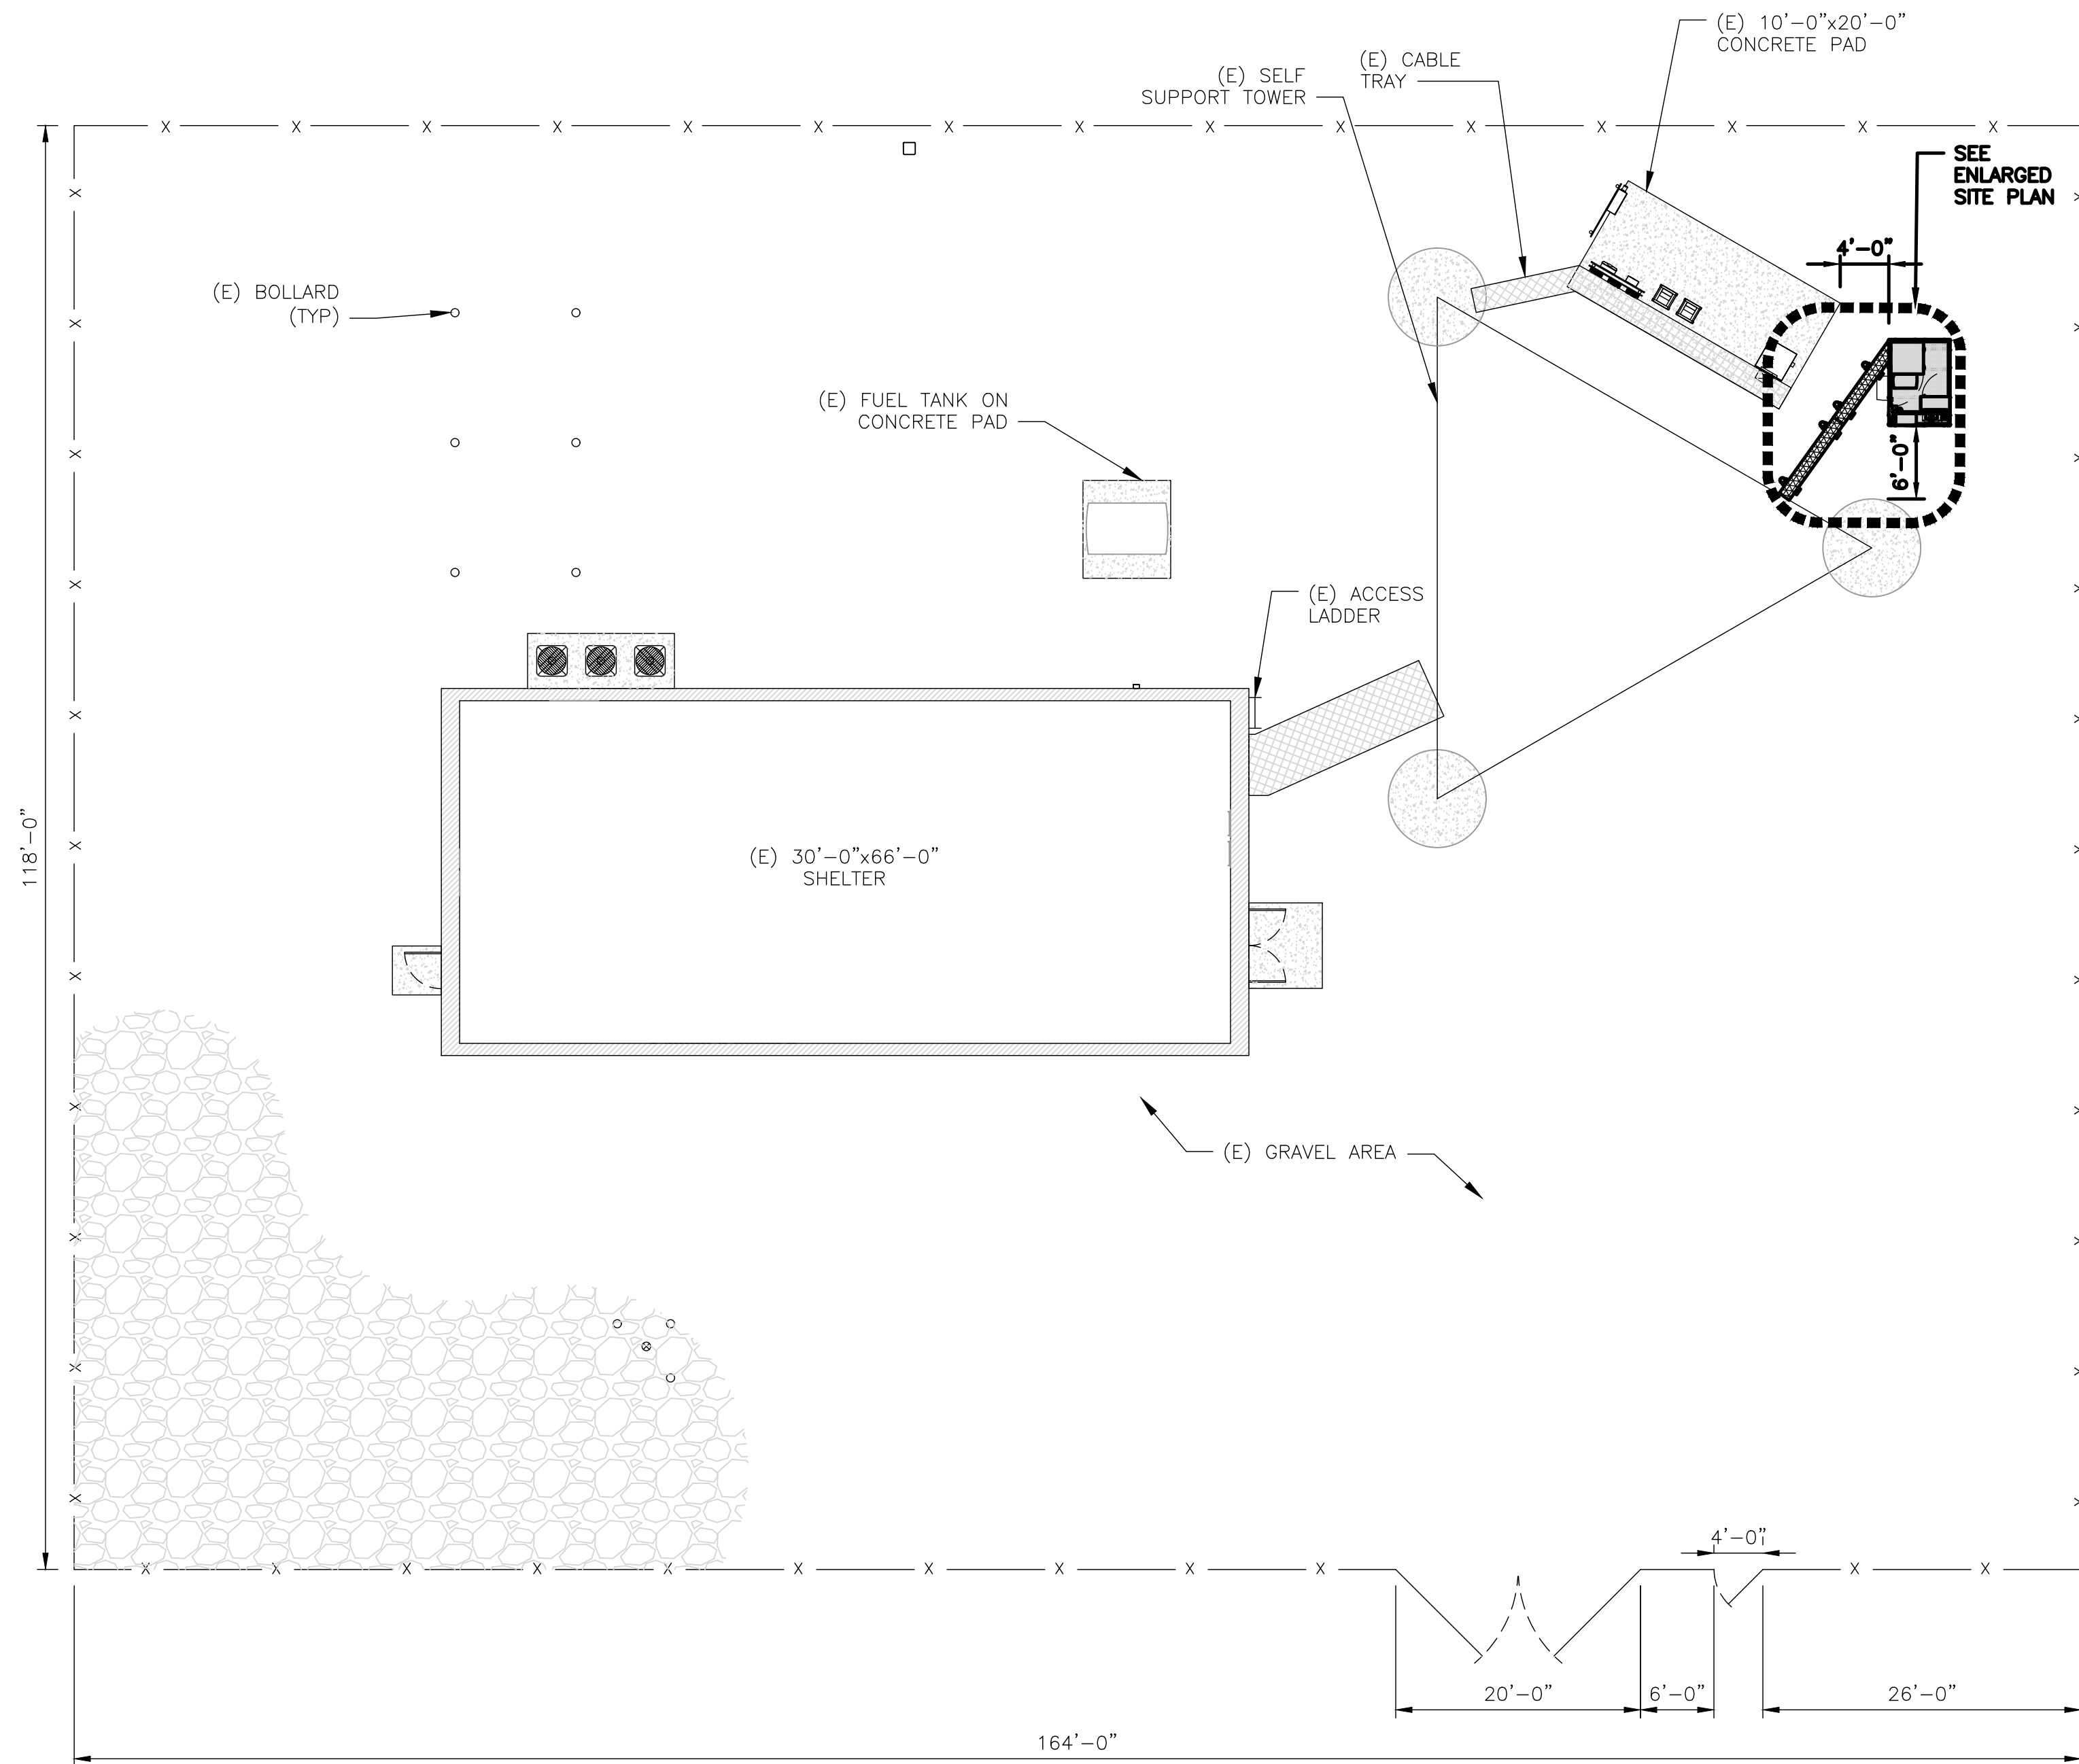 (E) 10'-0"x20'-0"
CONCRETE PAD
(E) CABLE
TRAY
(E) SELF
SUPPORT TOWER
SEE
ENLARGED
SITE PLAN
4'-0"
(E) BOLLARD
(TYP)
(E) FUEL TANK ON
CONCRETE PAD
6'-0"
(E) ACCESS
LADDER
118'-0"
(E) 30'-0"x66'-0"
SHELTER
(E) GRAVEL AREA
4'-0"
20'-0"
6'-0"
26'-0"
164'-0"